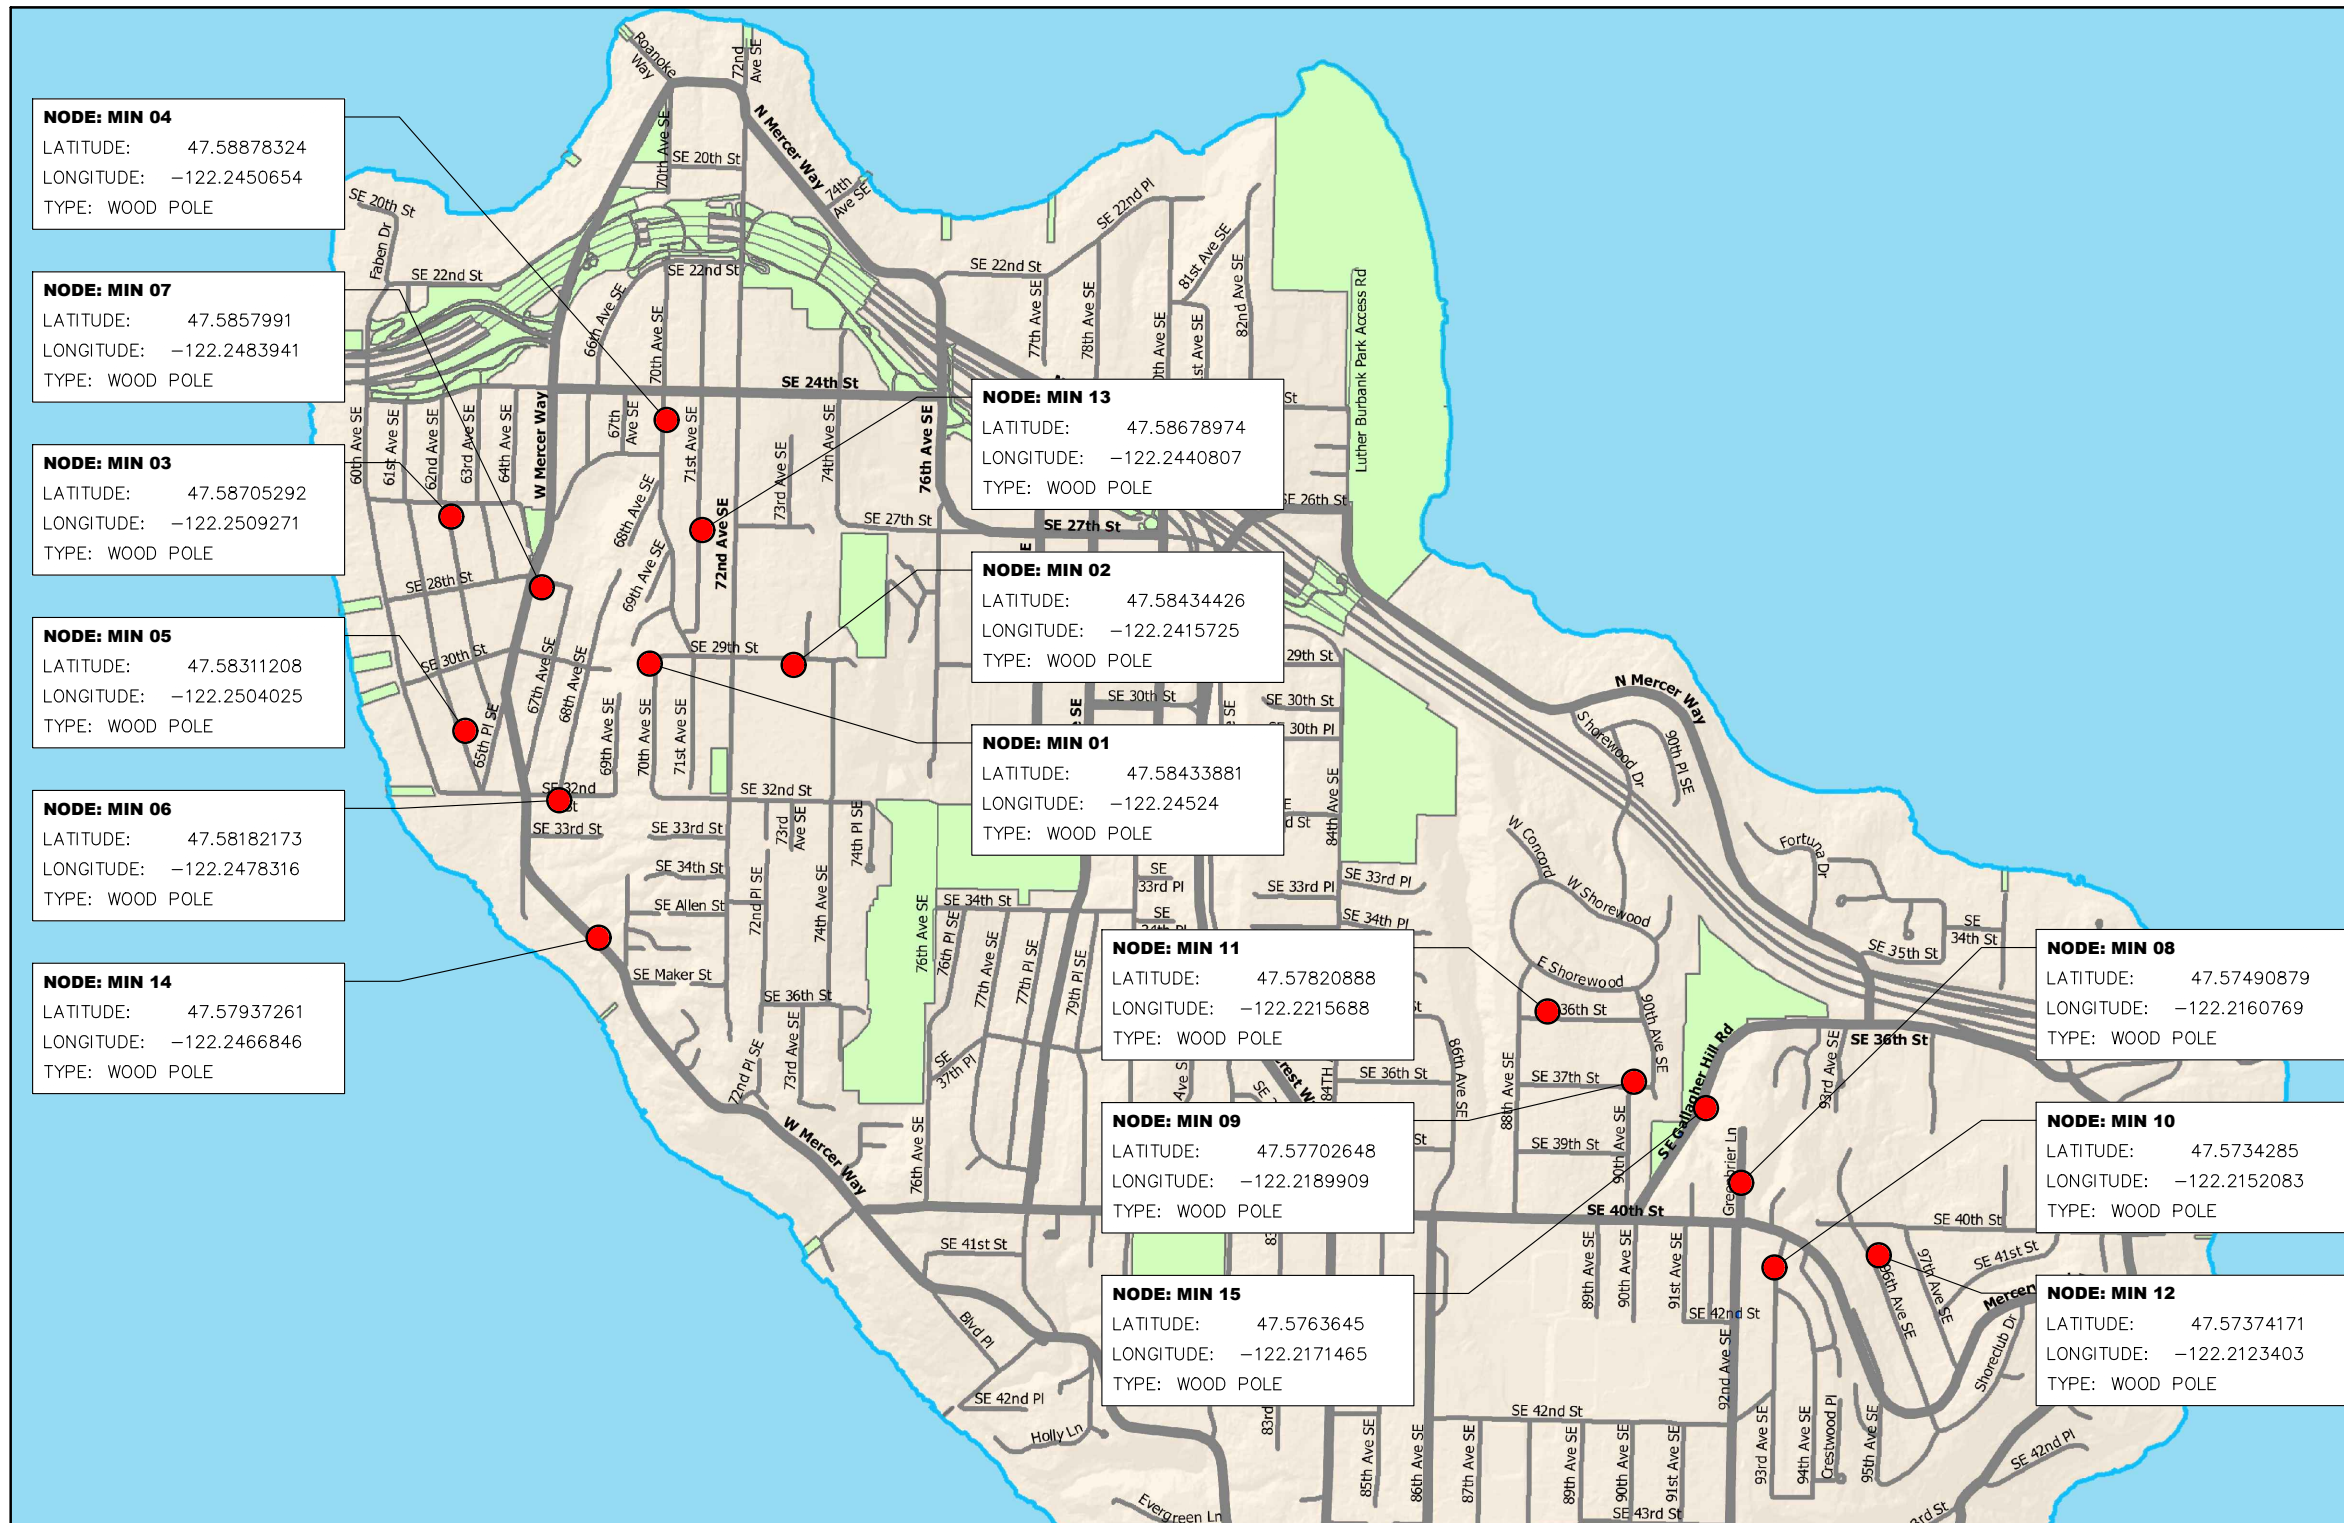 NODE: MIN 04
LATITUDE: 47.58878324
LONGITUDE: −122.2450654
TYPE: WOOD POLE
NODE: MIN 07
LATITUDE: 47.5857991
LONGITUDE: −122.2483941
TYPE: WOOD POLE
NODE: MIN 03
LATITUDE: 47.58705292
LONGITUDE: −122.2509271
TYPE: WOOD POLE
NODE: MIN 05
LATITUDE: 47.58311208
LONGITUDE: −122.2504025
TYPE: WOOD POLE
NODE: MIN 06
LATITUDE: 47.58182173
LONGITUDE: −122.2478316
TYPE: WOOD POLE
NODE: MIN 14
LATITUDE: 47.57937261
LONGITUDE: −122.2466846
TYPE: WOOD POLE
NODE: MIN 13
LATITUDE: 47.58678974
LONGITUDE: −122.2440807
TYPE: WOOD POLE
NODE: MIN 02
LATITUDE: 47.58434426
LONGITUDE: −122.2415725
TYPE: WOOD POLE
NODE: MIN 01
LATITUDE: 47.58433881
LONGITUDE: −122.24524
TYPE: WOOD POLE
NODE: MIN 11
LATITUDE: 47.57820888
LONGITUDE: −122.2215688
TYPE: WOOD POLE
NODE: MIN 09
LATITUDE: 47.57702648
LONGITUDE: −122.2189909
TYPE: WOOD POLE
NODE: MIN 15
LATITUDE: 47.5763645
LONGITUDE: −122.2171465
TYPE: WOOD POLE
NODE: MIN 08
LATITUDE: 47.57490879
LONGITUDE: −122.2160769
TYPE: WOOD POLE
NODE: MIN 10
LATITUDE: 47.5734285
LONGITUDE: −122.2152083
TYPE: WOOD POLE
NODE: MIN 12
LATITUDE: 47.57374171
LONGITUDE: −122.2123403
TYPE: WOOD POLE
Roanoke
Way
72nd
Ave SE
N Mercer Way
70th Ave SE
SE 20th St
74th
Ave SE
SE 20th St
Faben Dr
SE 22nd St
SE 22nd St
SE 22nd St
SE 22nd Pl
81st Ave SE
82nd Ave SE
77th Ave SE
78th Ave SE
Luther Burbank Park Access Rd
66th Ave SE
70th Ave SE
SE 24th St
60th Ave SE
61st Ave SE
62nd Ave SE
63rd Ave SE
64th Ave SE
W Mercer Way
67th
Ave SE
71st Ave SE
72nd Ave SE
73rd Ave SE
74th Ave SE
76th Ave SE
SE 26th St
SE 27th St
SE 27th St
68th Ave SE
69th Ave SE
SE 28th St
SE 29th St
29th St
SE 30th St
SE 30th St
SE 30th St
30th Pl
65th Pl SE
67th Ave SE
68th Ave SE
69th Ave SE
70th Ave SE
71st Ave SE
SE 32nd
St
SE 32nd St
SE 33rd St
SE 33rd St
73rd
Ave SE
74th Pl SE
84th Ave SE
SE 34th St
SE Allen St
72nd Pl SE
74th Ave SE
SE Maker St
SE 36th St
76th Ave SE
SE 34th St
76th Pl SE
77th Ave SE
77th Pl SE
79th Pl SE
SE
33rd Pl
SE
SE 33rd Pl
SE 33rd Pl
SE 34th Pl
72nd Pl SE
73rd Ave SE
SE
37th Pl
76th Ave SE
W Mercer Way
N Mercer Way
Shorewood Dr
90th Pl SE
W Concord
W Shorewood
E Shorewood
Fortuna Dr
SE
34th St
SE 35th St
36th St
90th Ave SE
SE 36th St
93rd Ave SE
SE Gallagher Hill Rd
SE 36th St
86th Ave SE
84TH
88th Ave SE
SE 37th St
SE 39th St
90th Ave SE
Greenbrier Ln
SE 40th St
SE 40th St
SE 41st St
SE 41st St
Blvd Pl
SE 42nd Pl
Holly Ln
Evergreen Ln
89th Ave SE
90th Ave SE
91st Ave SE
SE 42nd St
92nd Ave SE
96th Ave SE
97th Ave SE
Shoreclub Dr
SE 42nd St
85th Ave SE
86th Ave SE
87th Ave SE
89th Ave SE
90th Ave SE
91st Ave SE
93rd Ave SE
94th Ave SE
Crestwood Pl
95th Ave SE
SE 42nd Pl
SE 43rd St